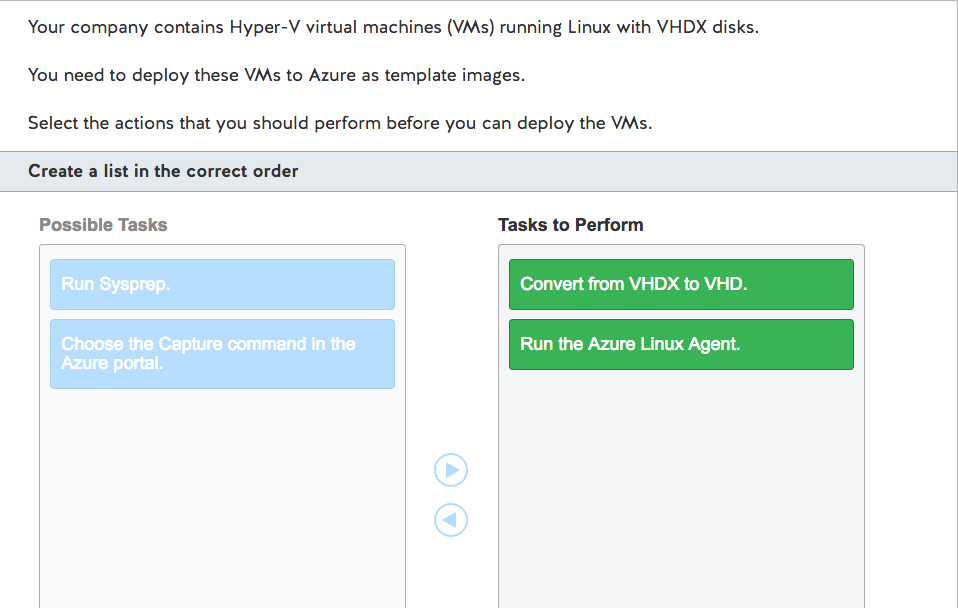 Your company contains Hyper-V virtual machines (VMs) running Linux with VHDX disks.
You need to deploy these VMs to Azure as template images.
Select the actions that you should perform before you can deploy the VMs.
Create a list in the correct order
Possible Tasks
Run Sysprep.
Choose the Capture command in the
Azure portal.
Tasks to Perform
Convert from VHDX to VHD.
Run the Azure Linux Agent.